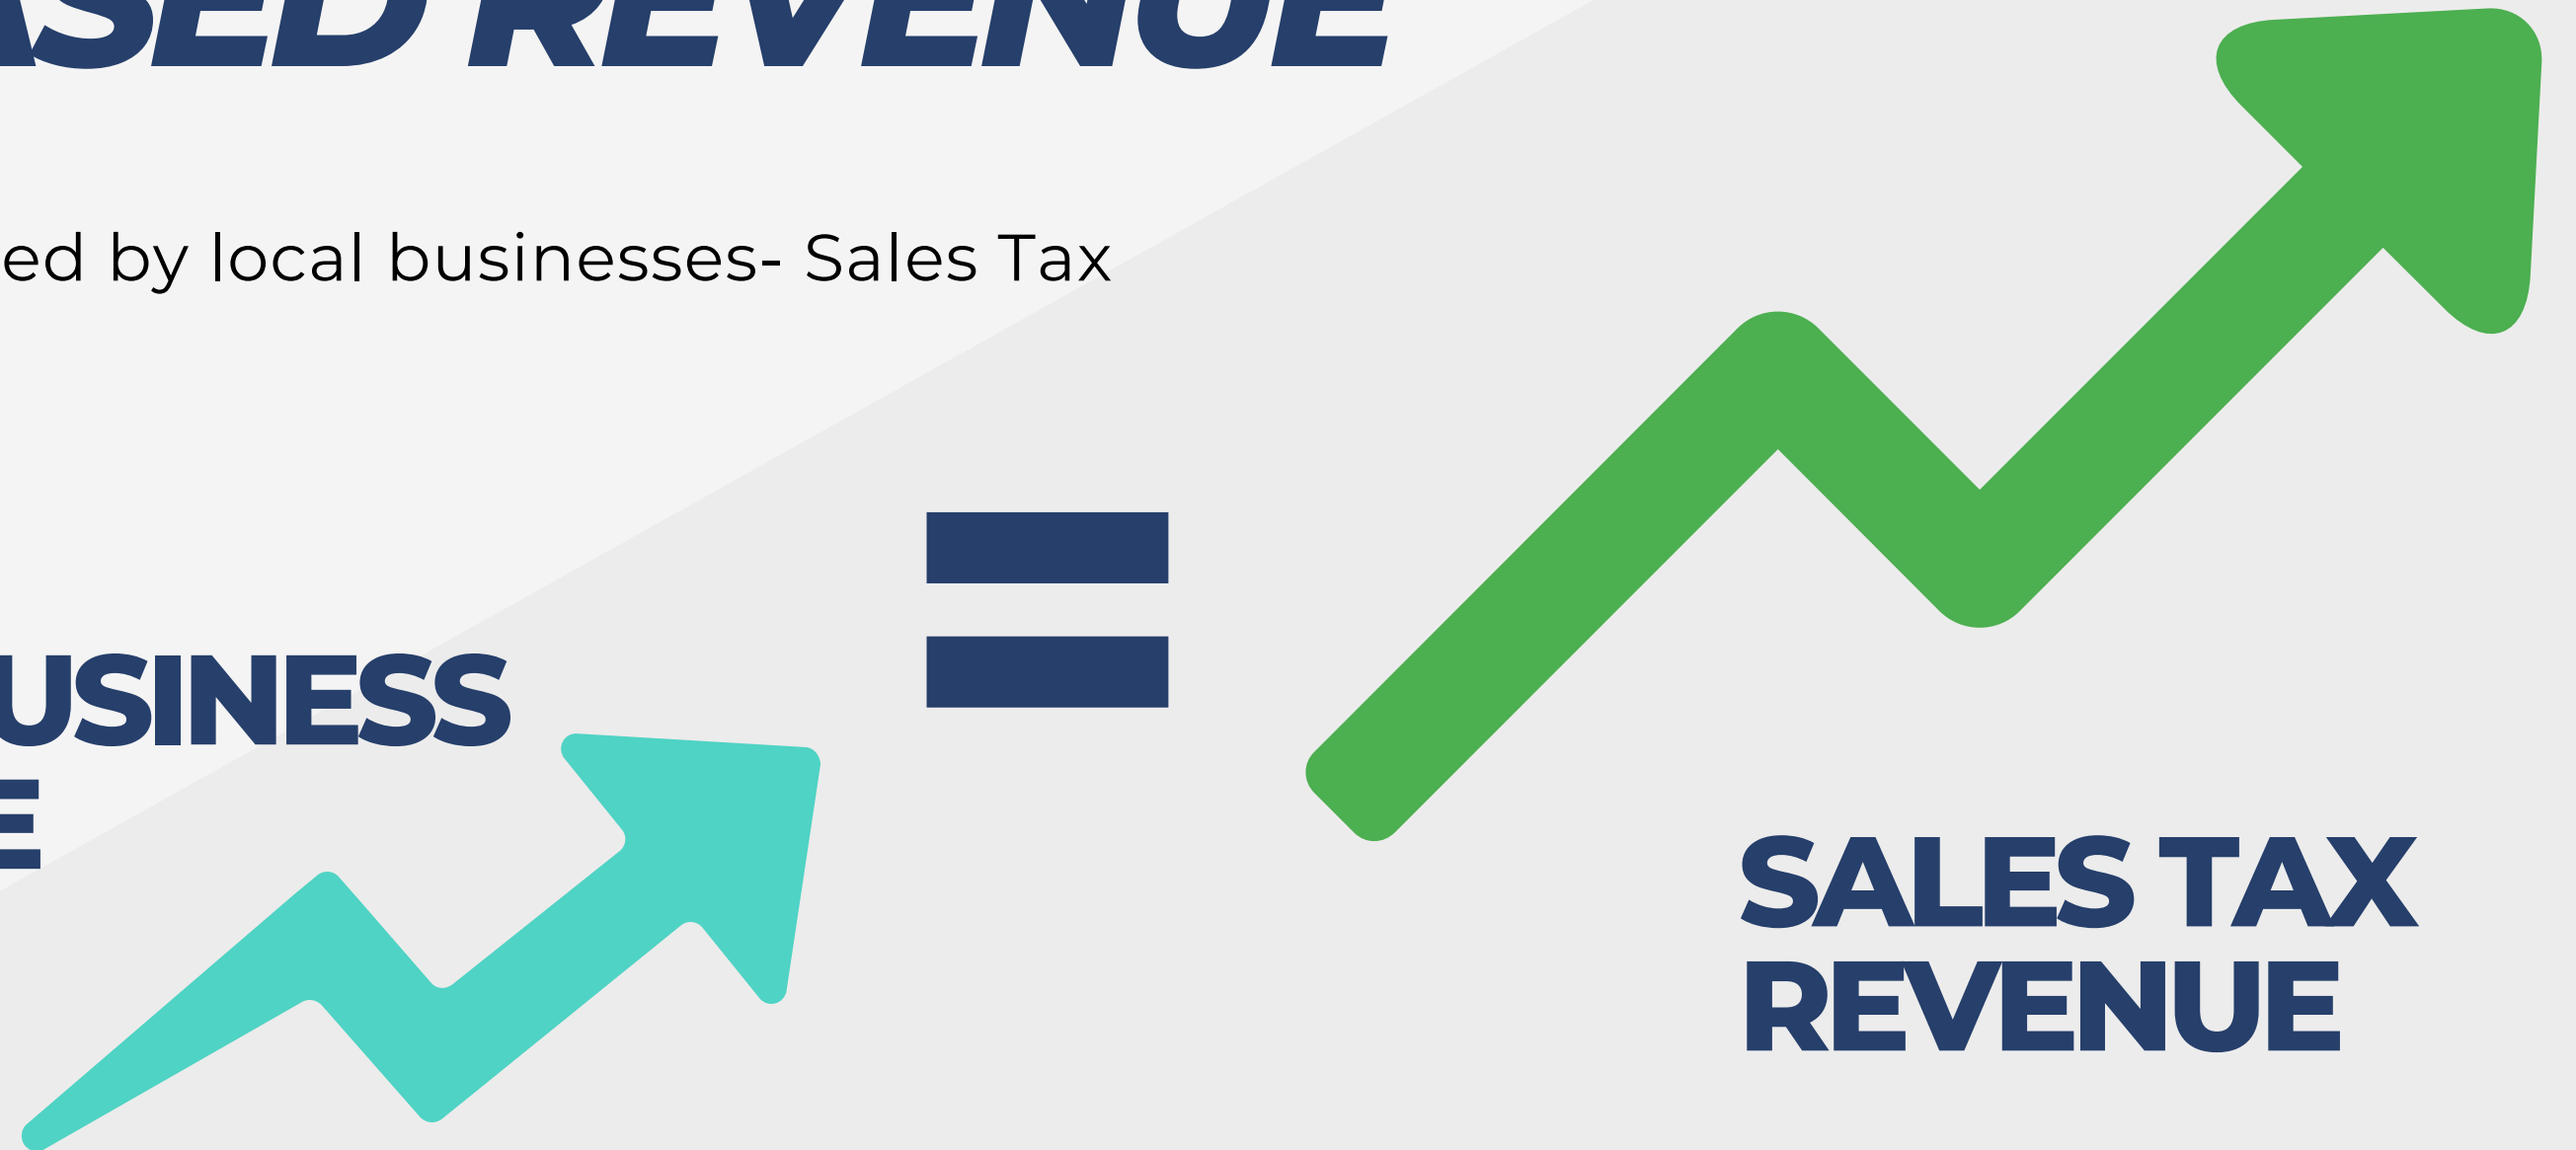 ASED REVENUE
ed by local businesses- Sales Tax
USINESS
E
SALES TAX
REVENUE